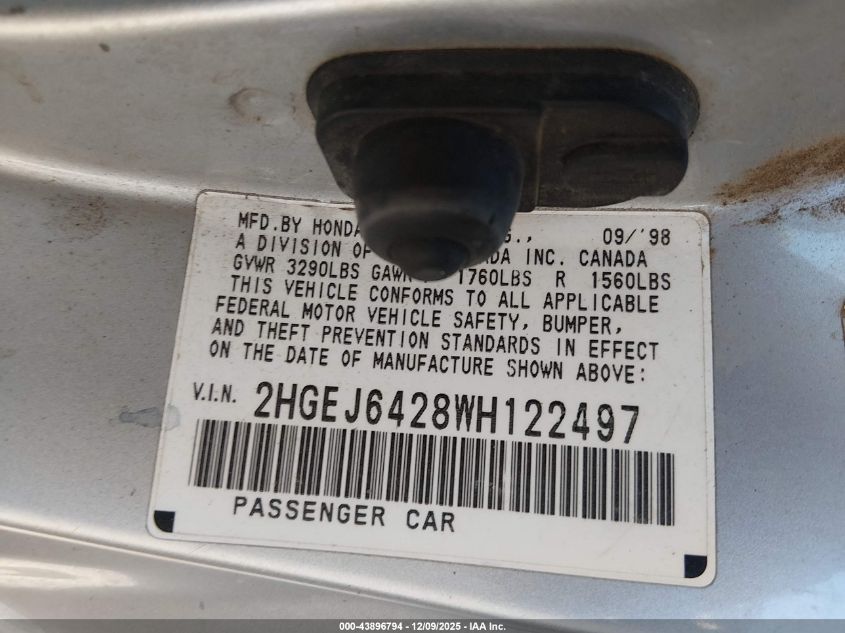 MFD.BY HONDA G., 09/'98
A DIVISION OF DA INC. CANADA
GVWR 3290LBS GAWR 1760LBS R 1560LBS
THIS VEHICLE CONFORMS TO ALL APPLICABLE
FEDERAL MOTOR VEHICLE SAFETY, BUMPER,
AND THEFT PREVENTION STANDARDS IN EFFECT
ON THE DATE OF MANUFACTURE SHOWN ABOVE:
V.I.N. 2HGEJ6428WH122497
PASSENGER CAR
000-43896794 - 12/09/2025 - IAA Inc.